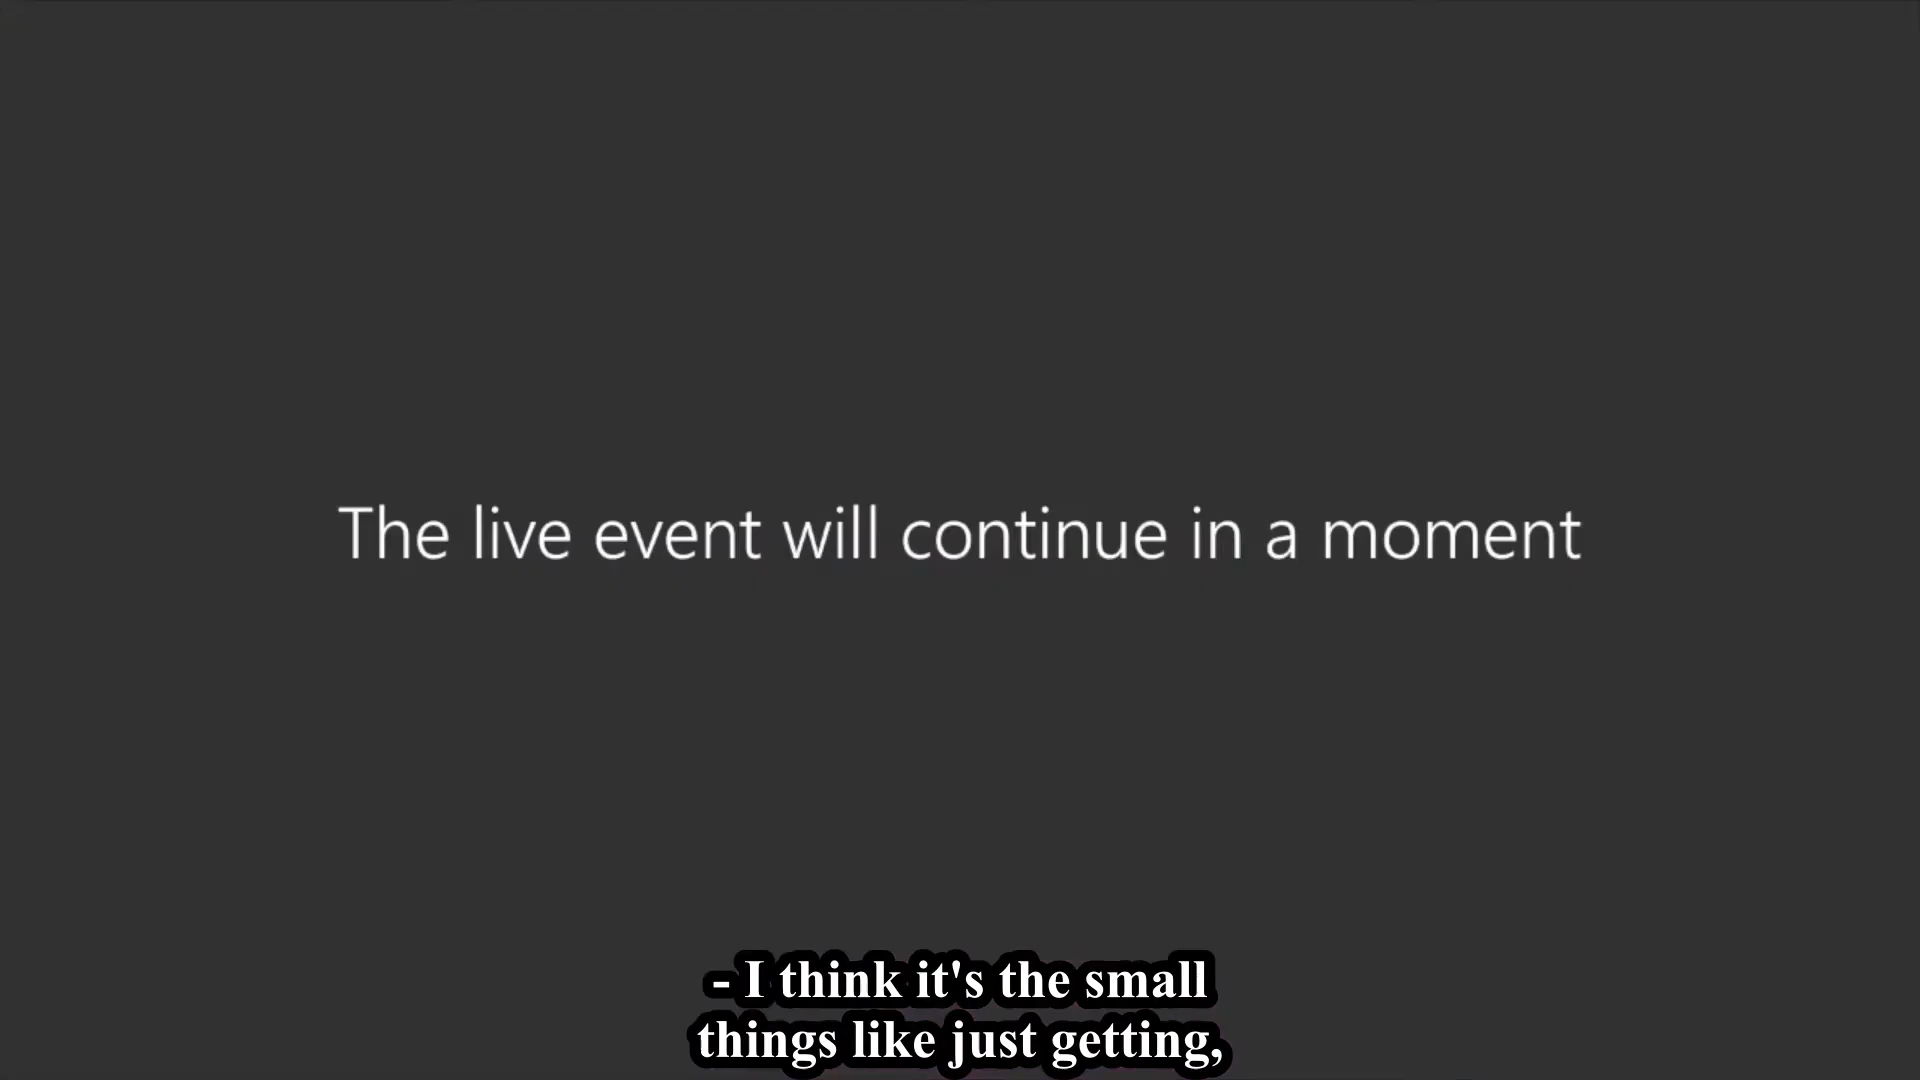 The live event will continue in a moment
- I think it's the small
things like just getting,